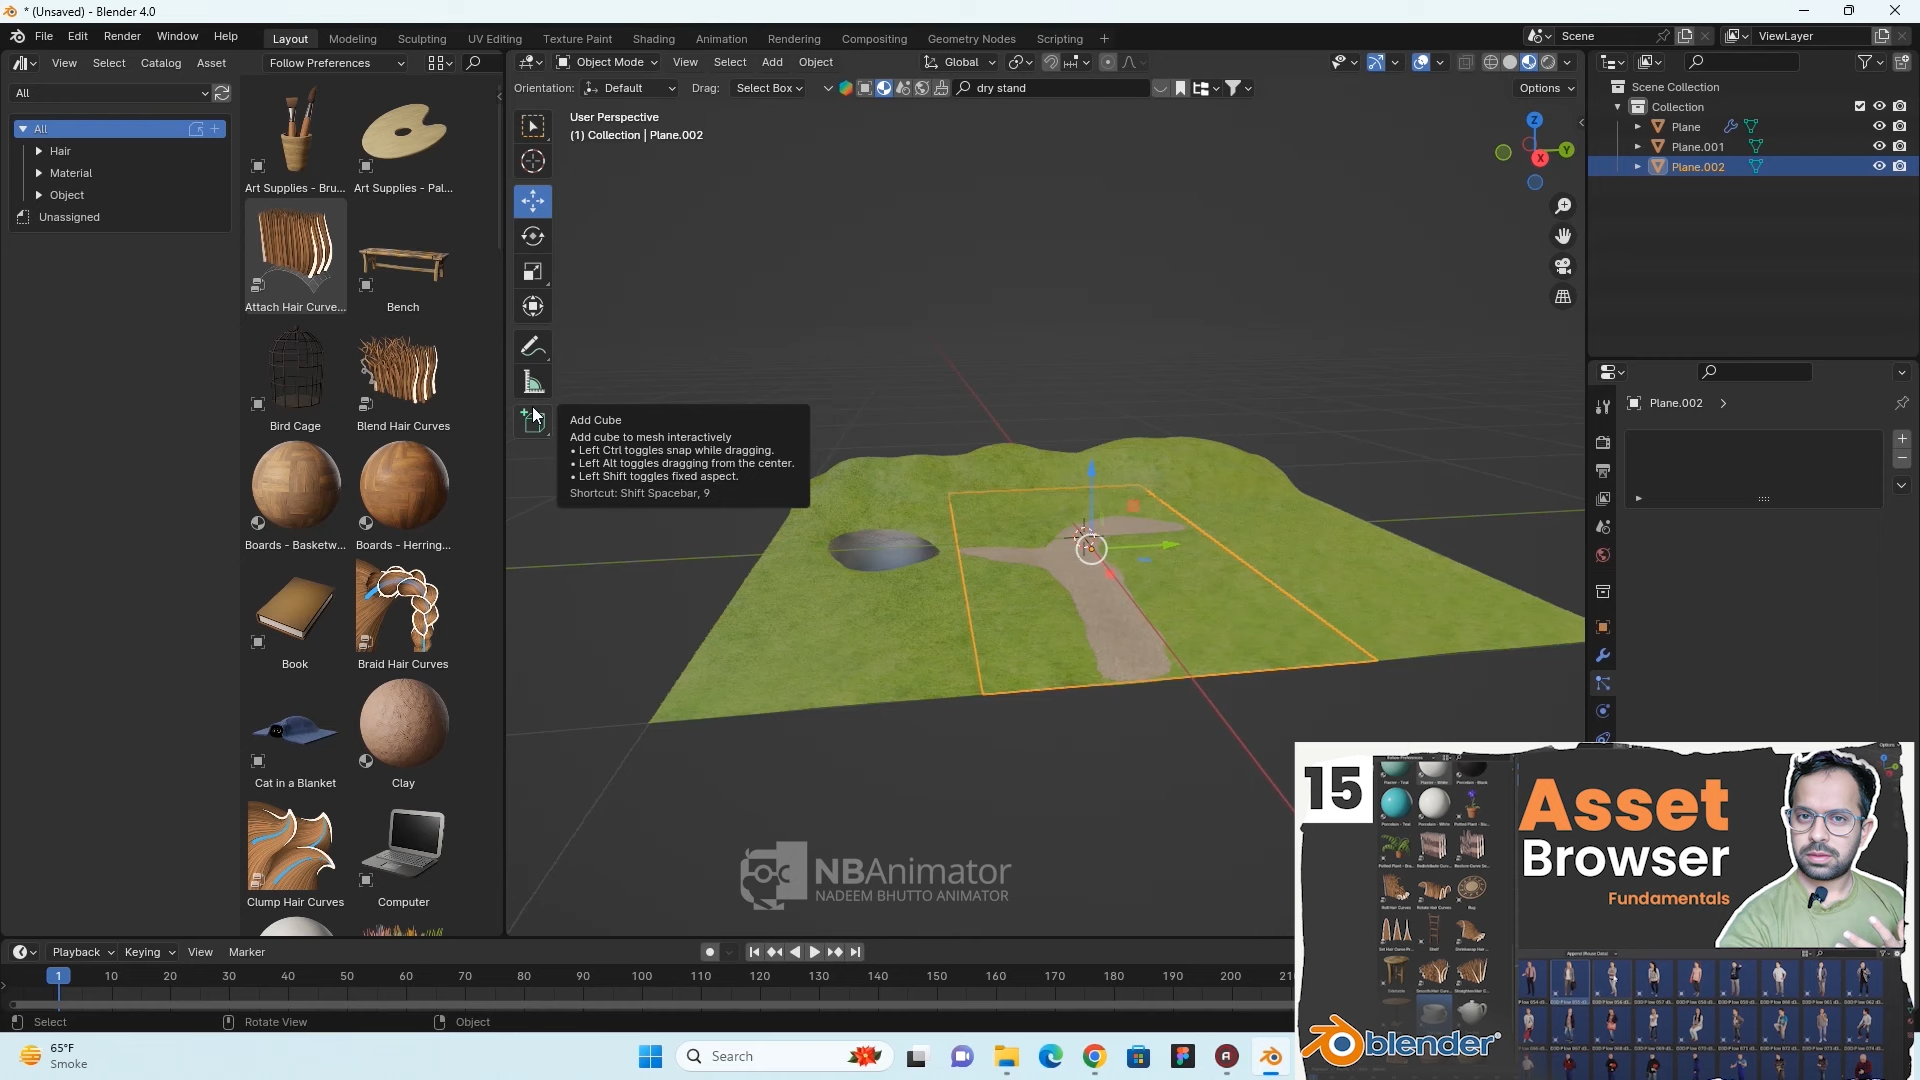 * (Unsaved) - Blender 4.0
File Edit Render Window Help
Layout Modeling Sculpting UV Editing Texture Paint Shading Animation Rendering Compositing Geometry Nodes Scripting +
Scene
ViewLayer
View Select Catalog Asset
Follow Preferences
Object Mode View Select Add Object
Global
Orientation: Default Drag: Select Box
dry stand
Options
All
All
Hair
Material
Object
Unassigned
Art Supplies - Bru...
Art Supplies - Pal...
Attach Hair Curve...
Bench
Bird Cage
Blend Hair Curves
Boards - Basketw...
Boards - Herring...
Book
Braid Hair Curves
Cat in a Blanket
Clay
Clump Hair Curves
Computer
User Perspective
(1) Collection | Plane.002
Z
Y
X
Add Cube
Add cube to mesh interactively
• Left Ctrl toggles snap while dragging.
• Left Alt toggles dragging from the center.
• Left Shift toggles fixed aspect.
Shortcut: Shift Spacebar, 9
Scene Collection
Collection
Plane
Plane.001
Plane.002
Plane.002
NBAnimator
NADEEM BHUTTO ANIMATOR
15
Asset
Browser
Fundamentals
blender
Playback Keying View Marker
1 10 20 30 40 50 60 70 80 90 100 110 120 130 140 150 160 170 180 190 200
Select
Rotate View
Object
65°F
Smoke
Search